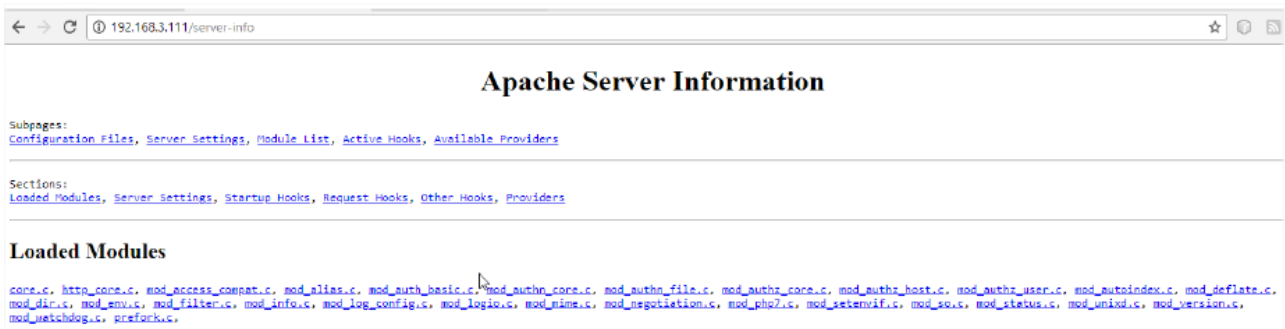 192.168.3.111/server-info
Apache Server Information
Subpages:
Configuration Files, Server Settings, Module List, Active Hooks, Available Providers
Sections:
Loaded Modules, Server Settings, Startup Hooks, Request Hooks, Other Hooks, Providers
Loaded Modules
core.c, http_core.c, mod_access_compat.c, mod_alias.c, mod_auth_basic.c, mod_authn_core.c, mod_authn_file.c, mod_authz_core.c, mod_authz_host.c, mod_authz_user.c, mod_autoindex.c, mod_deflate.c,
mod_dir.c, mod_env.c, mod_filter.c, mod_info.c, mod_log_config.c, mod_logio.c, mod_mime.c, mod_negotiation.c, mod_php7.c, mod_setenvif.c, mod_so.c, mod_status.c, mod_unixd.c, mod_version.c,
mod_watchdog.c, prefork.c,